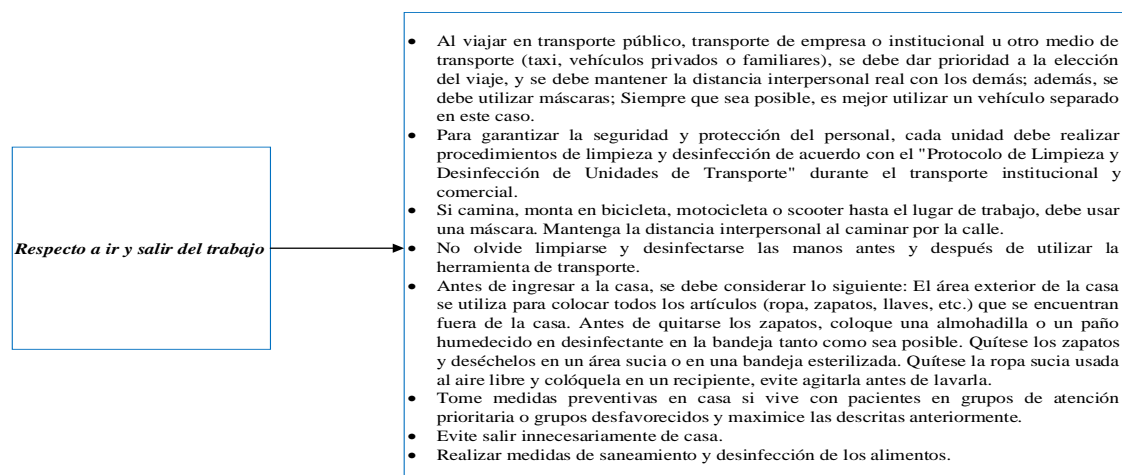 Respecto a ir y salir del trabajo
• Al viajar en transporte público, transporte de empresa o institucional u otro medio de
transporte (taxi, vehículos privados o familiares), se debe dar prioridad a la elección
del viaje, y se debe mantener la distancia interpersonal real con los demás; además, se
debe utilizar máscaras; Siempre que sea posible, es mejor utilizar un vehículo separado
en este caso.
• Para garantizar la seguridad y protección del personal, cada unidad debe realizar
procedimientos de limpieza y desinfección de acuerdo con el "Protocolo de Limpieza y
Desinfección de Unidades de Transporte" durante el transporte institucional y
comercial.
• Si camina, monta en bicicleta, motocicleta o scooter hasta el lugar de trabajo, debe usar
una máscara. Mantenga la distancia interpersonal al caminar por la calle.
• No olvide limpiarse y desinfectarse las manos antes y después de utilizar la
herramienta de transporte.
• Antes de ingresar a la casa, se debe considerar lo siguiente: El área exterior de la casa
se utiliza para colocar todos los artículos (ropa, zapatos, llaves, etc.) que se encuentran
fuera de la casa. Antes de quitarse los zapatos, coloque una almohadilla o un paño
humedecido en desinfectante en la bandeja tanto como sea posible. Quítese los zapatos
y deséchelos en un área sucia o en una bandeja esterilizada. Quítese la ropa sucia usada
al aire libre y colóquela en un recipiente, evite agitarla antes de lavarla.
• Tome medidas preventivas en casa si vive con pacientes en grupos de atención
prioritaria o grupos desfavorecidos y maximice las descritas anteriormente.
• Evite salir innecesariamente de casa.
• Realizar medidas de saneamiento y desinfección de los alimentos.